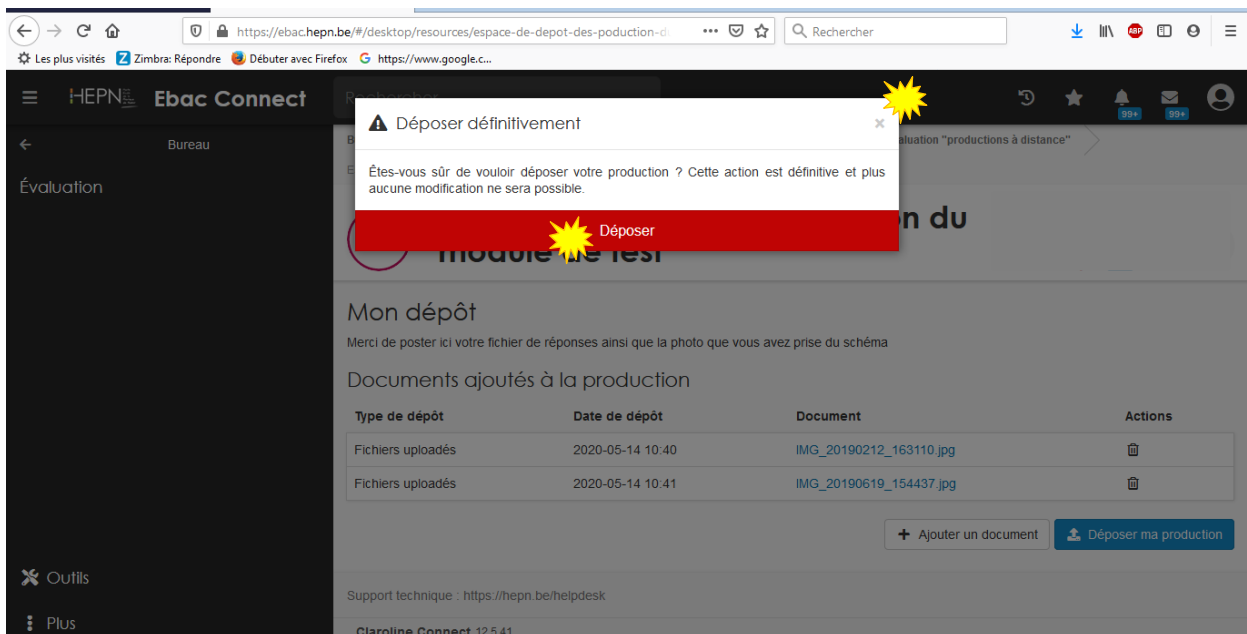 https://ebac.hepn.be/#/desktop/resources/espace-de-depot-des-poduction-d
Rechercher
Les plus visités Zimbra: Répondre Débuter avec Firefox https://www.google.c...
HEPN Ebac Connect
Rechercher
99+ 99+
Bureau
Évaluation
aluation "productions à distance"
Déposer définitivement
Êtes-vous sûr de vouloir déposer votre production ? Cette action est définitive et plus
aucune modification ne sera possible.
Déposer
n du
module de test
Mon dépôt
Merci de poster ici votre fichier de réponses ainsi que la photo que vous avez prise du schéma
Documents ajoutés à la production
Type de dépôt Date de dépôt Document Actions
Fichiers uploadés 2020-05-14 10:40 IMG_20190212_163110.jpg
Fichiers uploadés 2020-05-14 10:41 IMG_20190619_154437.jpg
+ Ajouter un document Déposer ma production
Outils
Support technique : https://hepn.be/helpdesk
Plus
Claroline Connect 12.5.41